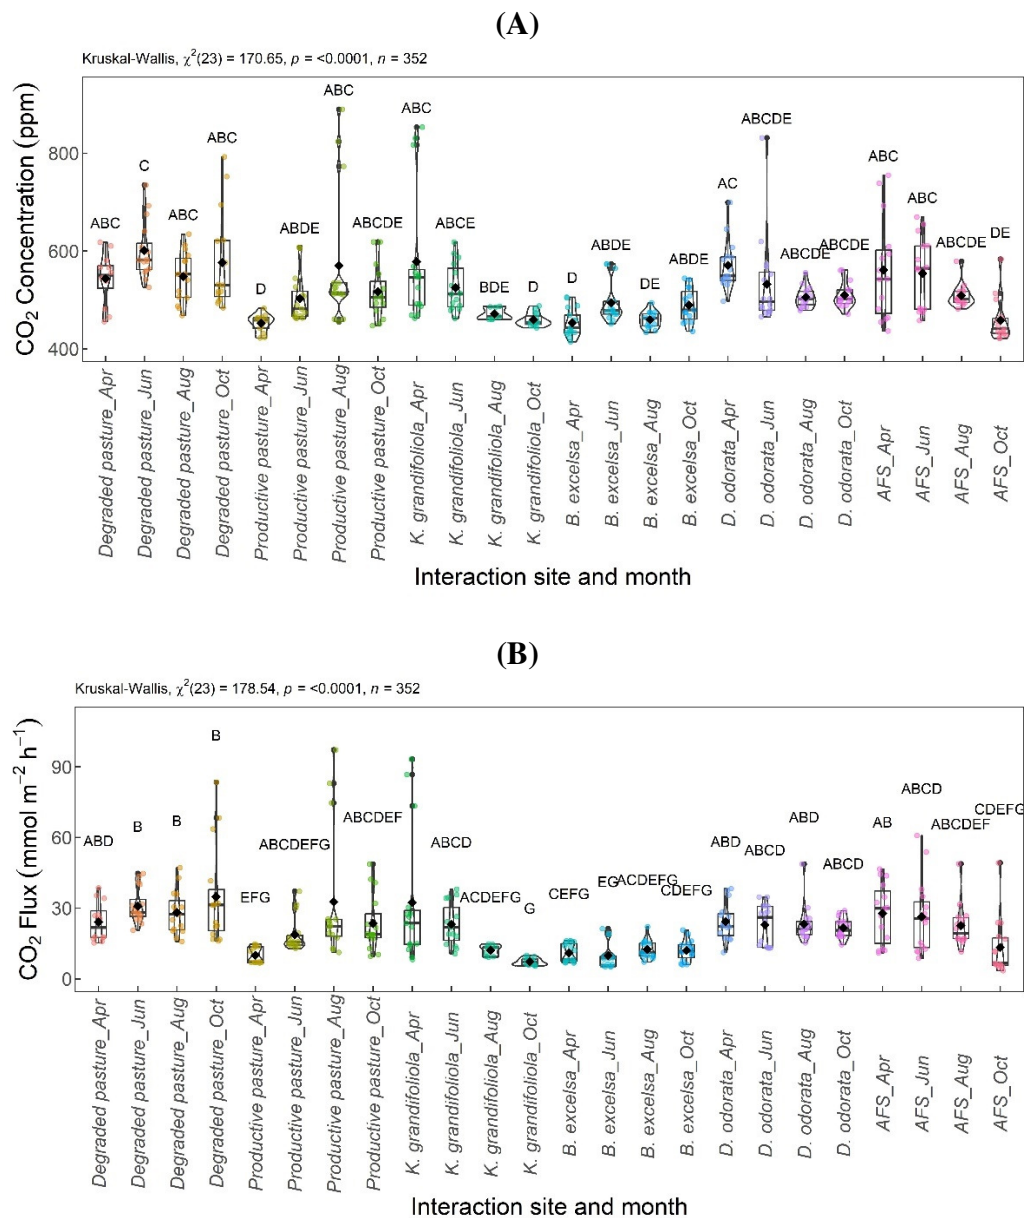 (A)
Kruskal-Wallis, χ²(23) = 170.65, p = <0.0001, n = 352
CO₂ Concentration (ppm)
800
600
400
ABC
C
ABC
ABC
D
ABDE
ABC
ABCDE
ABC
ABCE
BDE
D
D
ABDE
DE
ABDE
AC
ABCDE
ABCDE
ABCDE
ABC
ABC
ABCDE
DE
Degraded pasture_Apr
Degraded pasture_Jun
Degraded pasture_Aug
Degraded pasture_Oct
Productive pasture_Apr
Productive pasture_Jun
Productive pasture_Aug
Productive pasture_Oct
K. grandifoliola_Apr
K. grandifoliola_Jun
K. grandifoliola_Aug
K. grandifoliola_Oct
B. excelsa_Apr
B. excelsa_Jun
B. excelsa_Aug
B. excelsa_Oct
D. odorata_Apr
D. odorata_Jun
D. odorata_Aug
D. odorata_Oct
AFS_Apr
AFS_Jun
AFS_Aug
AFS_Oct
Interaction site and month
(B)
Kruskal-Wallis, χ²(23) = 178.54, p = <0.0001, n = 352
CO₂ Flux (mmol m⁻² h⁻¹)
90
60
30
0
ABD
B
B
B
EFG
ABCDEFG
ABCDEFG
ABCDEF
ABCDEFG
ABCD
ACDEFG
G
CEFG
EG
ACDEFG
CDEFG
ABD
ABCD
ABD
ABCD
AB
ABCD
ABCDEF
CDEFG
Degraded pasture_Apr
Degraded pasture_Jun
Degraded pasture_Aug
Degraded pasture_Oct
Productive pasture_Apr
Productive pasture_Jun
Productive pasture_Aug
Productive pasture_Oct
K. grandifoliola_Apr
K. grandifoliola_Jun
K. grandifoliola_Aug
K. grandifoliola_Oct
B. excelsa_Apr
B. excelsa_Jun
B. excelsa_Aug
B. excelsa_Oct
D. odorata_Apr
D. odorata_Jun
D. odorata_Aug
D. odorata_Oct
AFS_Apr
AFS_Jun
AFS_Aug
AFS_Oct
Interaction site and month